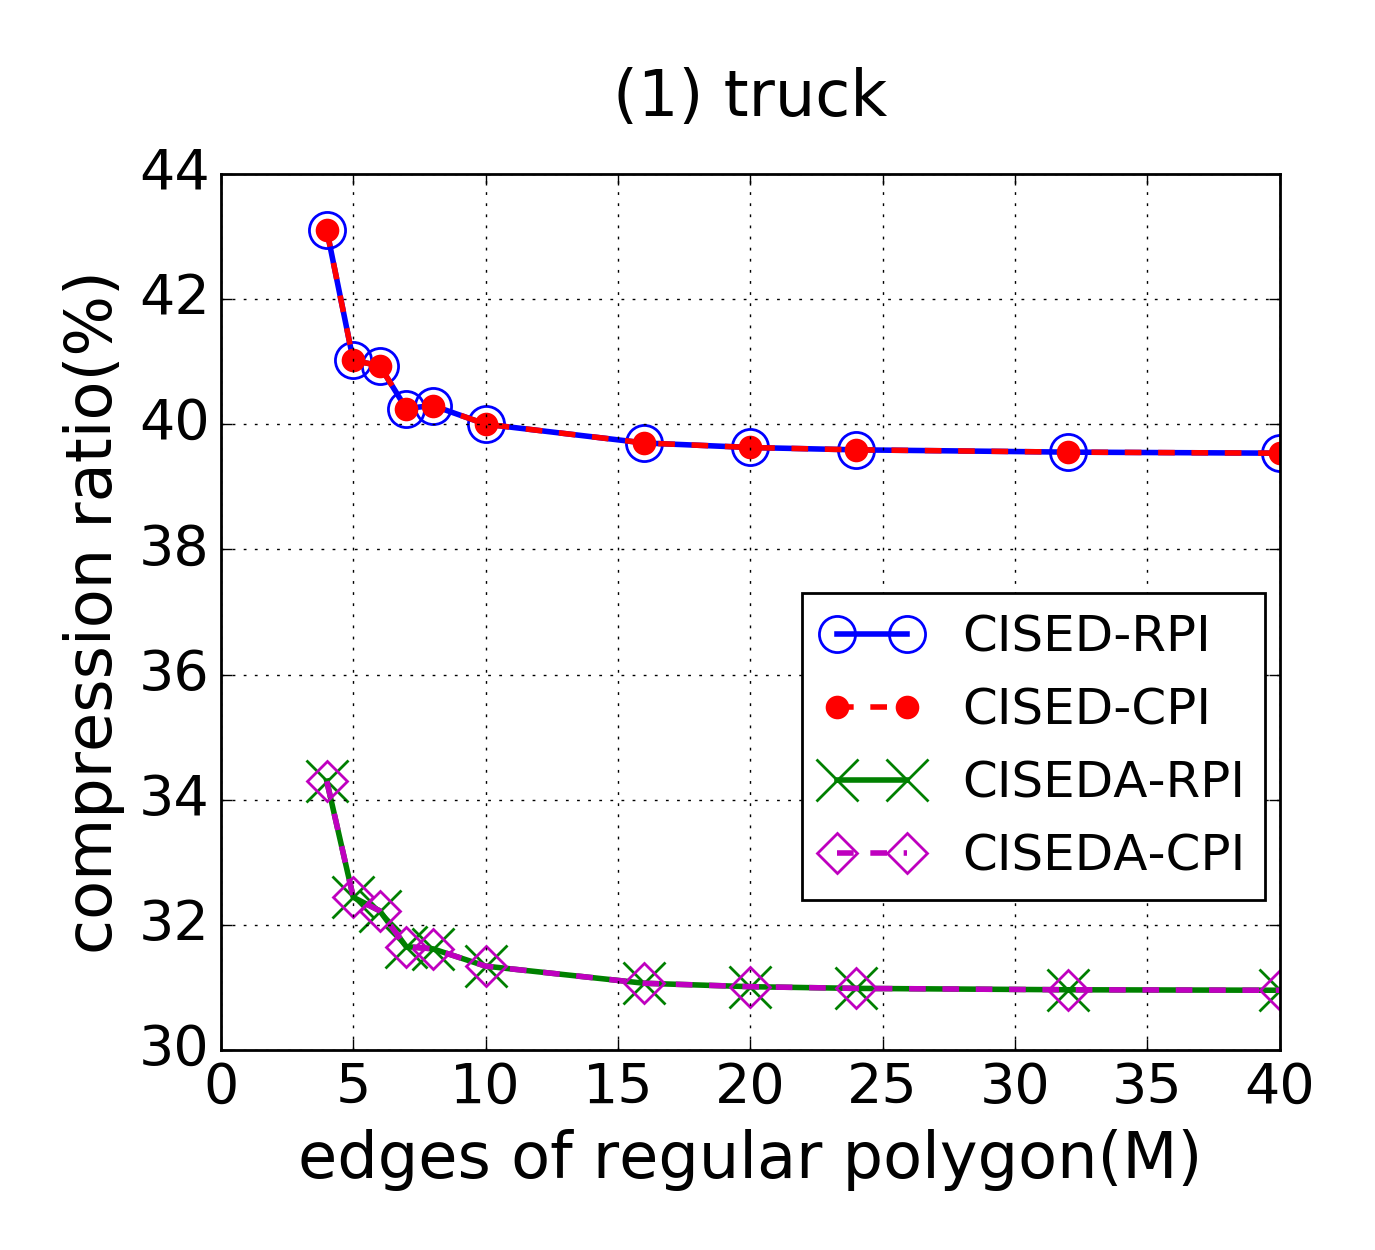 (1) truck
compression ratio(%)
44
42
40
38
36
34
32
30
CISED-RPI
CISED-CPI
CISEDA-RPI
CISEDA-CPI
0 5 10 15 20 25 30 35 40
edges of regular polygon(M)